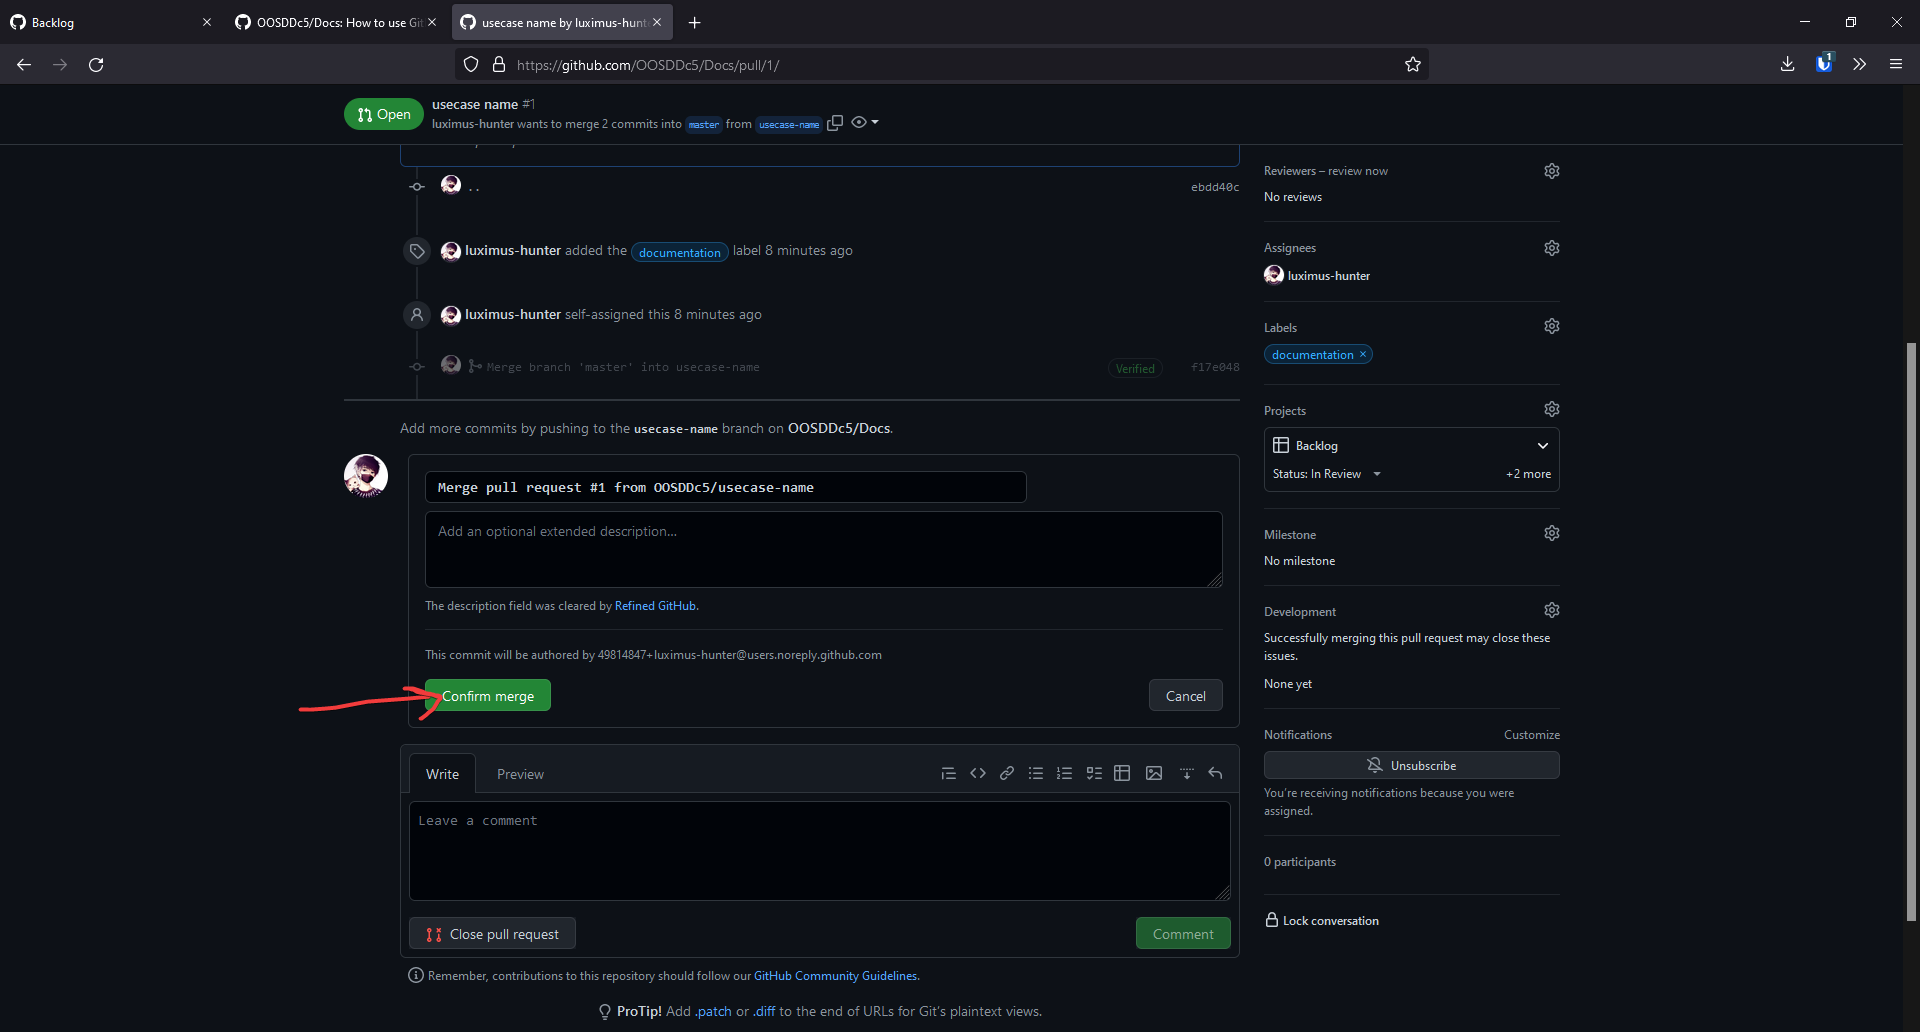 Backlog
OOSDDc5/Docs: How to use Git
usecase name by luximus-hunt
https://github.com/OOSDDc5/Docs/pull/1/
1
Open
usecase name #1
luximus-hunter wants to merge 2 commits into master from usecase-name
.. ebdd40c
luximus-hunter added the documentation label 8 minutes ago
luximus-hunter self-assigned this 8 minutes ago
Merge branch 'master' into usecase-name Verified f17e048
Add more commits by pushing to the usecase-name branch on OOSDDc5/Docs.
Merge pull request #1 from OOSDDc5/usecase-name
Add an optional extended description...
The description field was cleared by Refined GitHub.
This commit will be authored by 49814847+luximus-hunter@users.noreply.github.com
Confirm merge Cancel
Write Preview
Leave a comment
Close pull request Comment
Remember, contributions to this repository should follow our GitHub Community Guidelines.
ProTip! Add .patch or .diff to the end of URLs for Git's plaintext views.
Reviewers – review now
No reviews
Assignees
luximus-hunter
Labels
documentation ×
Projects
Backlog
Status: In Review +2 more
Milestone
No milestone
Development
Successfully merging this pull request may close these
issues.
None yet
Notifications Customize
Unsubscribe
You're receiving notifications because you were
assigned.
0 participants
Lock conversation